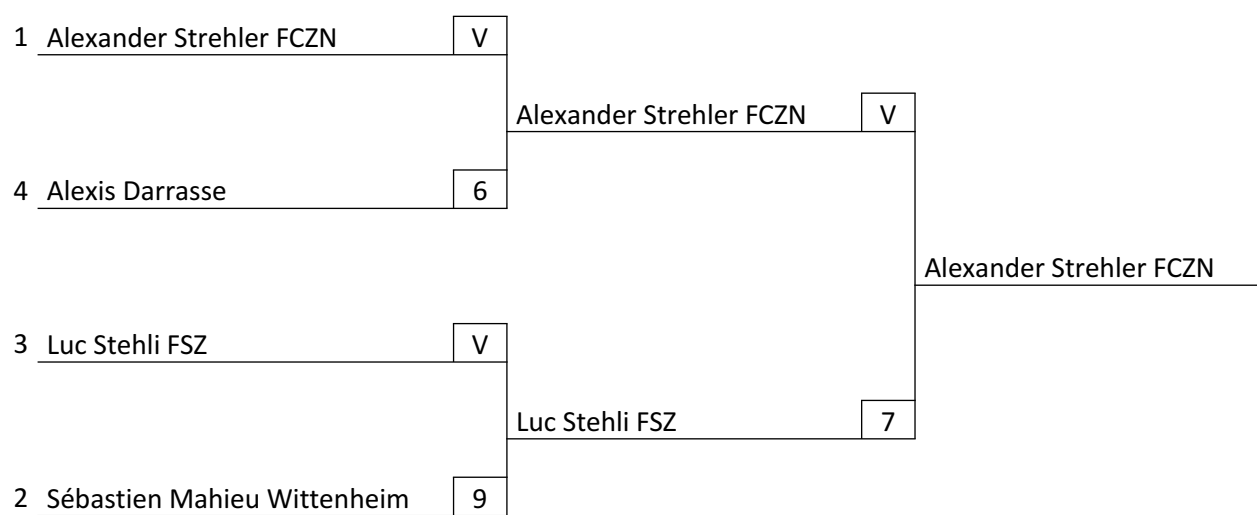 1 Alexander Strehler FCZN V
Alexander Strehler FCZN V
4 Alexis Darrasse 6
Alexander Strehler FCZN
3 Luc Stehli FSZ V
Luc Stehli FSZ 7
2 Sébastien Mahieu Wittenheim 9